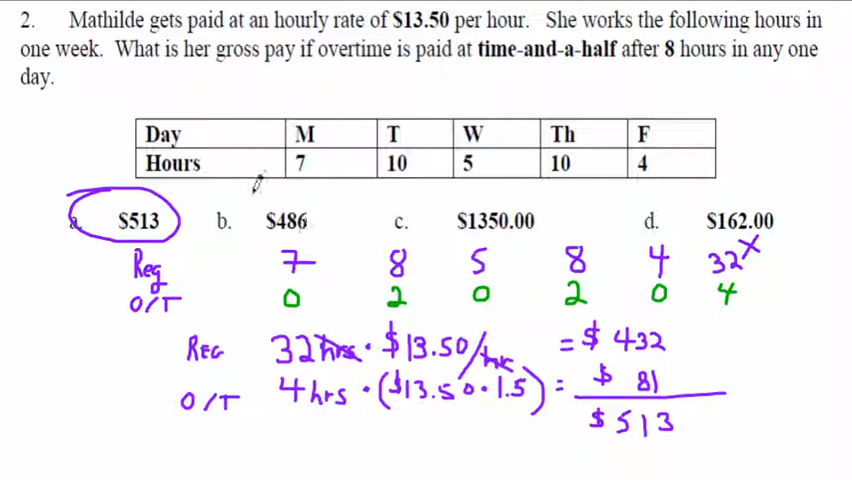 2. Mathilde gets paid at an hourly rate of $13.50 per hour. She works the following hours in
one week. What is her gross pay if overtime is paid at time-and-a-half after 8 hours in any one
day.
Day M T W Th F
Hours 7 10 5 10 4
a. $513 b. $486 c. $1350.00 d. $162.00
Reg 7 8 5 8 4 32
O/T 0 2 0 2 0 4
REG 32 hrs · $13.50/hr = $ 432
O/T 4 hrs · ($13.50 · 1.5) = $ 81
$ 513